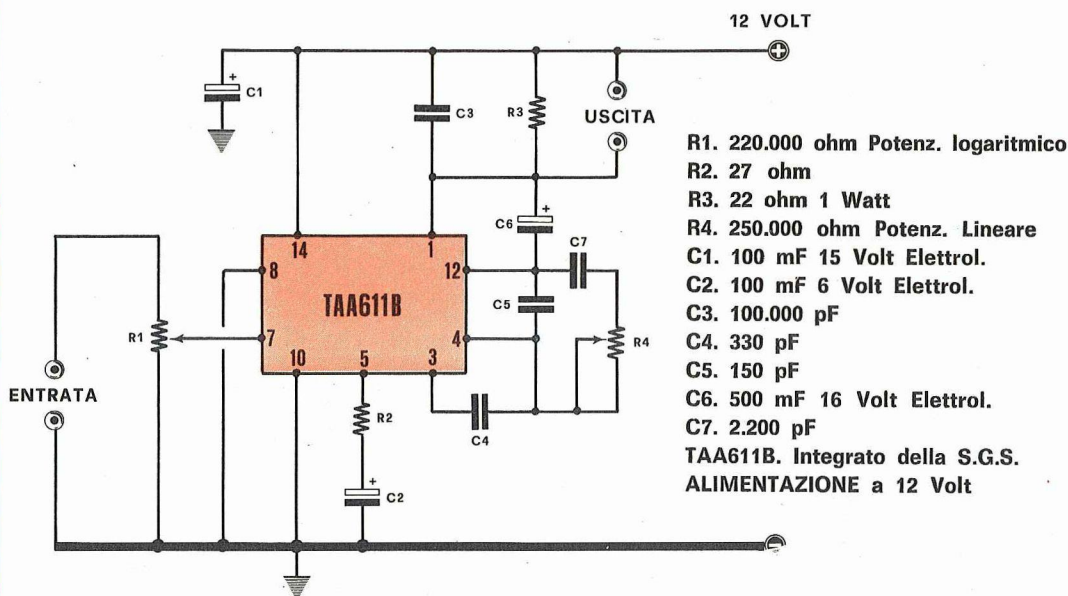 12 VOLT
+
C1
C3
R3
USCITA
+
C6
C7
C5
R4
14
1
8
12
TAA611B
7
4
10
5
3
R1
ENTRATA
R2
C4
+
C2
R1. 220.000 ohm Potenz. logaritmico
R2. 27 ohm
R3. 22 ohm 1 Watt
R4. 250.000 ohm Potenz. Lineare
C1. 100 mF 15 Volt Elettrol.
C2. 100 mF 6 Volt Elettrol.
C3. 100.000 pF
C4. 330 pF
C5. 150 pF
C6. 500 mF 16 Volt Elettrol.
C7. 2.200 pF
TAA611B. Integrato della S.G.S.
ALIMENTAZIONE a 12 Volt